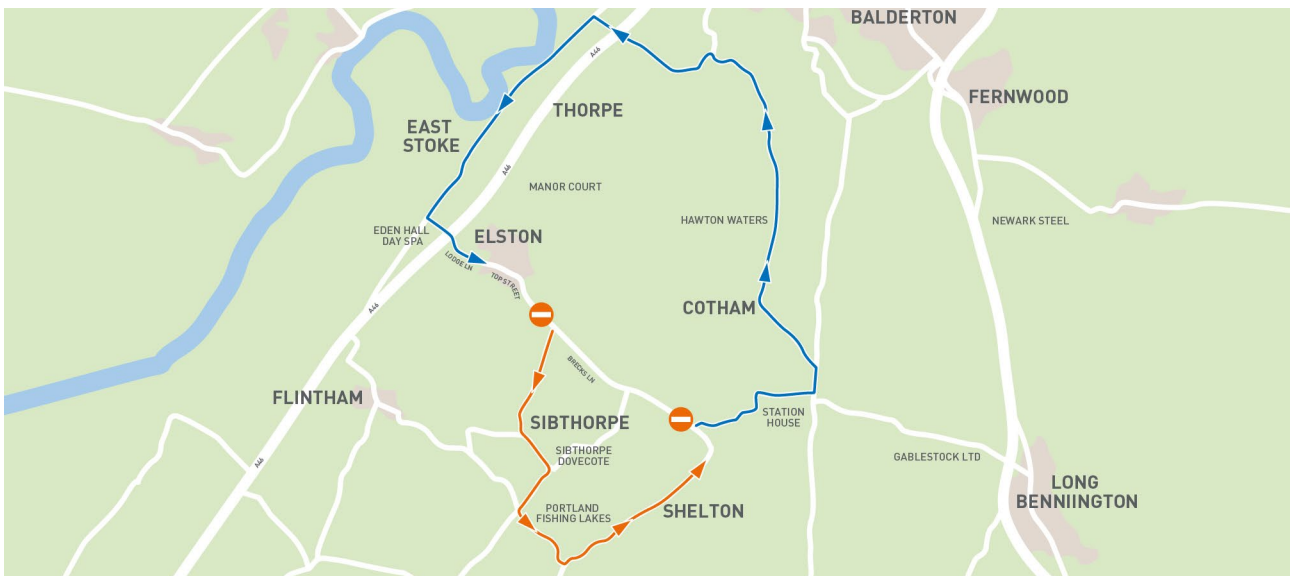 BALDERTON
A46
FERNWOOD
THORPE
EAST
STOKE
A46
MANOR COURT
HAWTON WATERS
NEWARK STEEL
EDEN HALL
DAY SPA
ELSTON
LODGE LN
TOP STREET
A46
COTHAM
BRECKS LN
FLINTHAM
SIBTHORPE
STATION
HOUSE
SIBTHORPE
DOVECOTE
GABLESTOCK LTD
A46
PORTLAND
FISHING LAKES
SHELTON
LONG
BENNIINGTON